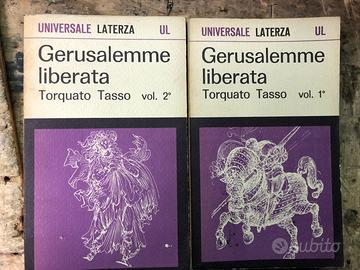 UNIVERSALE LATERZA UL
Gerusalemme
liberata
Torquato Tasso vol. 2°
UNIVERSALE LATERZA UL
Gerusalemme
liberata
Torquato Tasso vol. 1°
subito